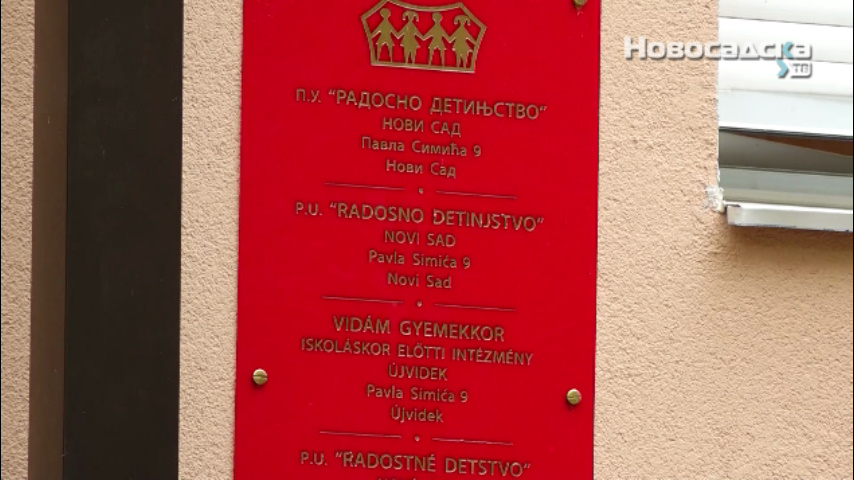 Новосадска
ТВ
П.У. "РАДОСНО ДЕТИЊСТВО"
НОВИ САД
Павла Симића 9
Нови Сад
P.U. "RADOSNO DETINJSTVO"
NOVI SAD
Pavla Simića 9
Novi Sad
VIDÁM GYEMEKKOR
ISKOLÁSKOR ELŐTTI INTÉZMÉNY
ÚJVIDEK
Pavla Simića 9
Újvidek
P.U. "RADOSTNÉ DETSTVO"